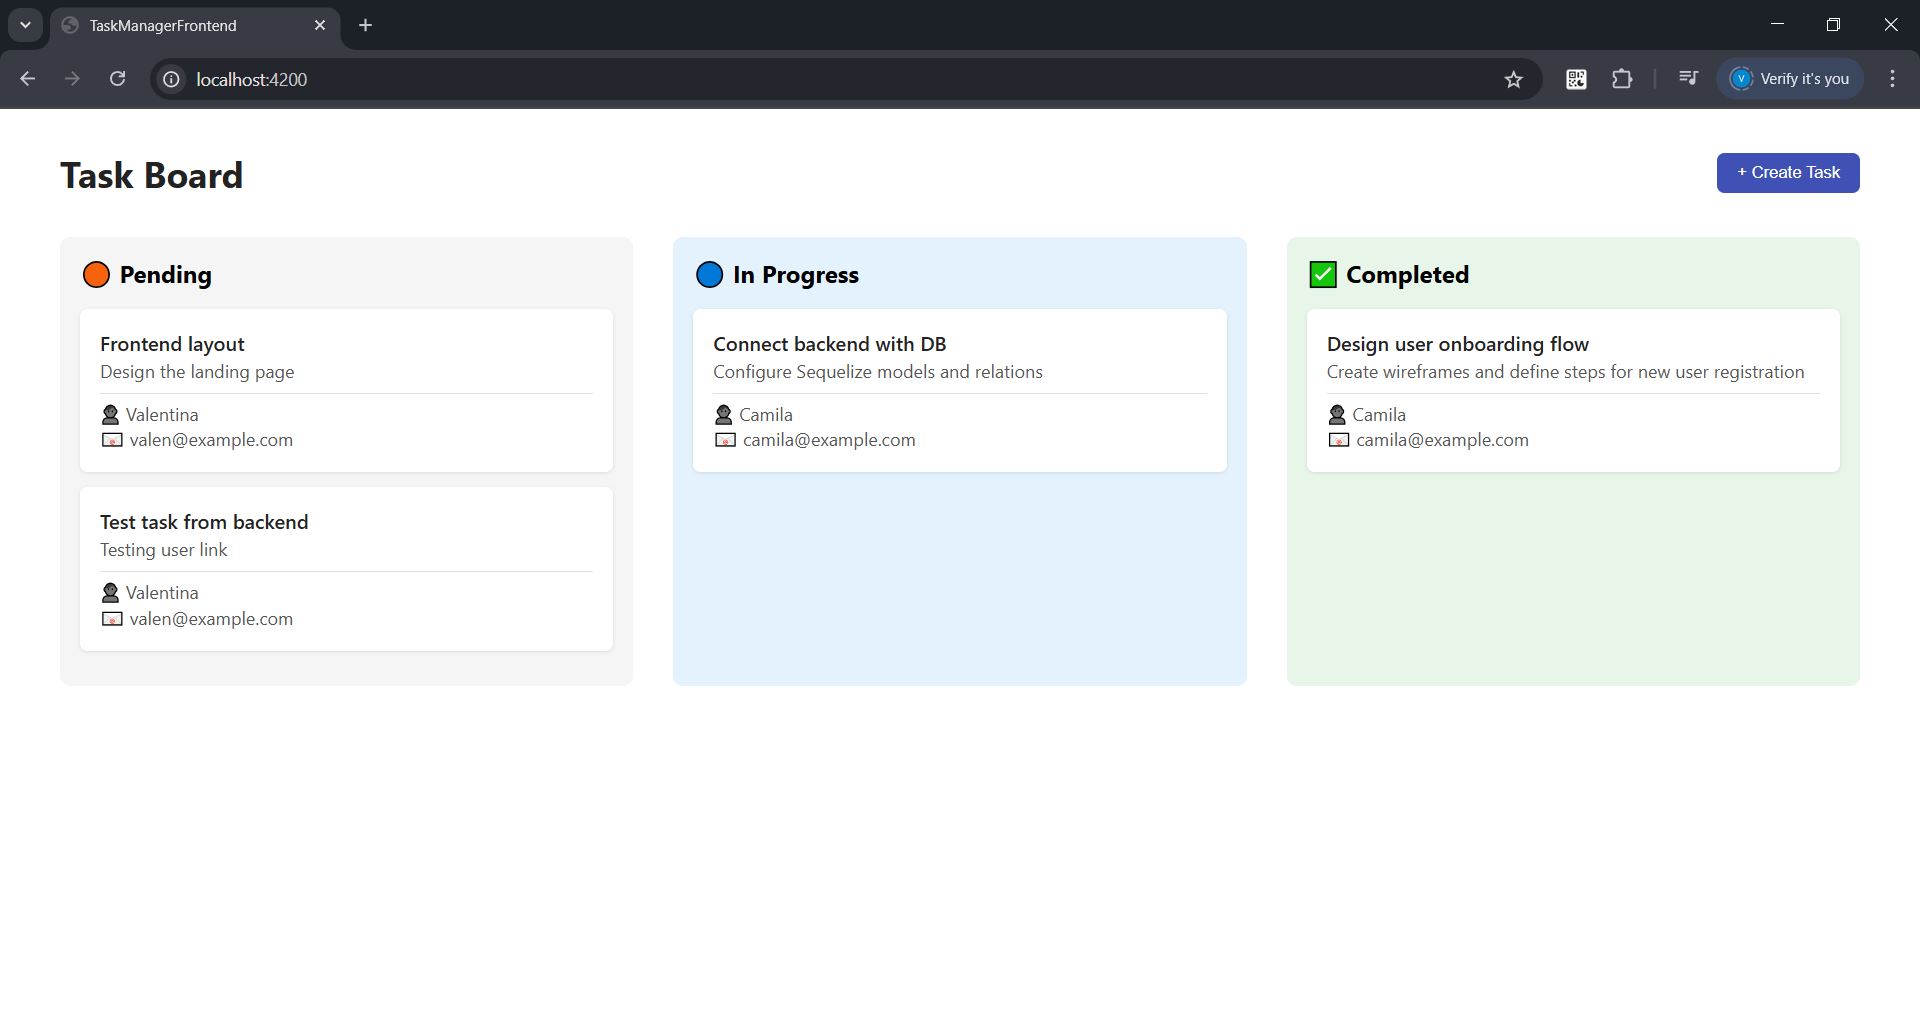 TaskManagerFrontend
localhost:4200
V
Verify it's you
Task Board
+ Create Task
Pending
Frontend layout
Design the landing page
Valentina
valen@example.com
Test task from backend
Testing user link
Valentina
valen@example.com
In Progress
Connect backend with DB
Configure Sequelize models and relations
Camila
camila@example.com
Completed
Design user onboarding flow
Create wireframes and define steps for new user registration
Camila
camila@example.com